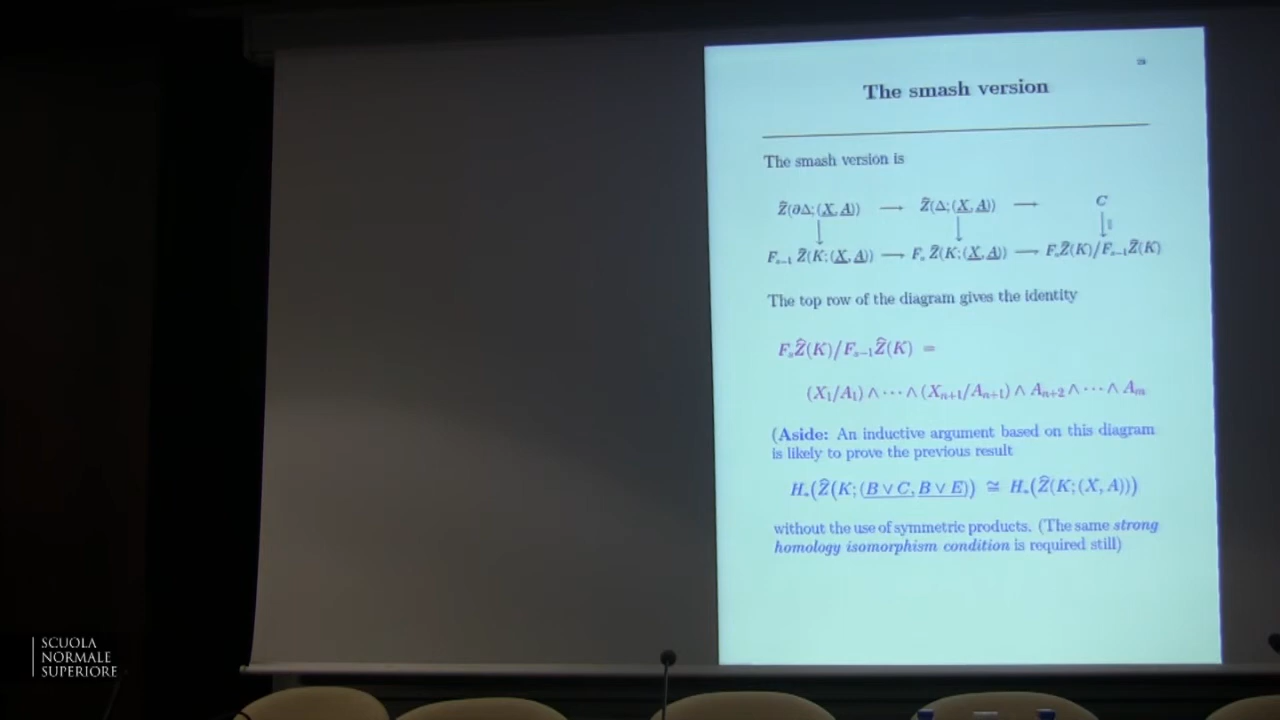 The smash version
The smash version is
Ẑ(∂Δ; (X, A)) → Ẑ(Δ; (X, A)) → C
F_{s−1} Ẑ(K; (X, A)) → F_s Ẑ(K; (X, A)) → F_sẐ(K)/F_{s−1}Ẑ(K)
The top row of the diagram gives the identity
F_sẐ(K)/F_{s−1}Ẑ(K) =
(X_1/A_1) ∧ ··· ∧ (X_{n+1}/A_{n+1}) ∧ A_{n+2} ∧ ··· ∧ A_m
(Aside: An inductive argument based on this diagram
is likely to prove the previous result
H_*(Ẑ(K; (B ∨ C, B ∨ E)) ≅ H_*(Ẑ(K; (X, A)))
without the use of symmetric products. (The same strong
homology isomorphism condition is required still)
SCUOLA
NORMALE
SUPERIORE